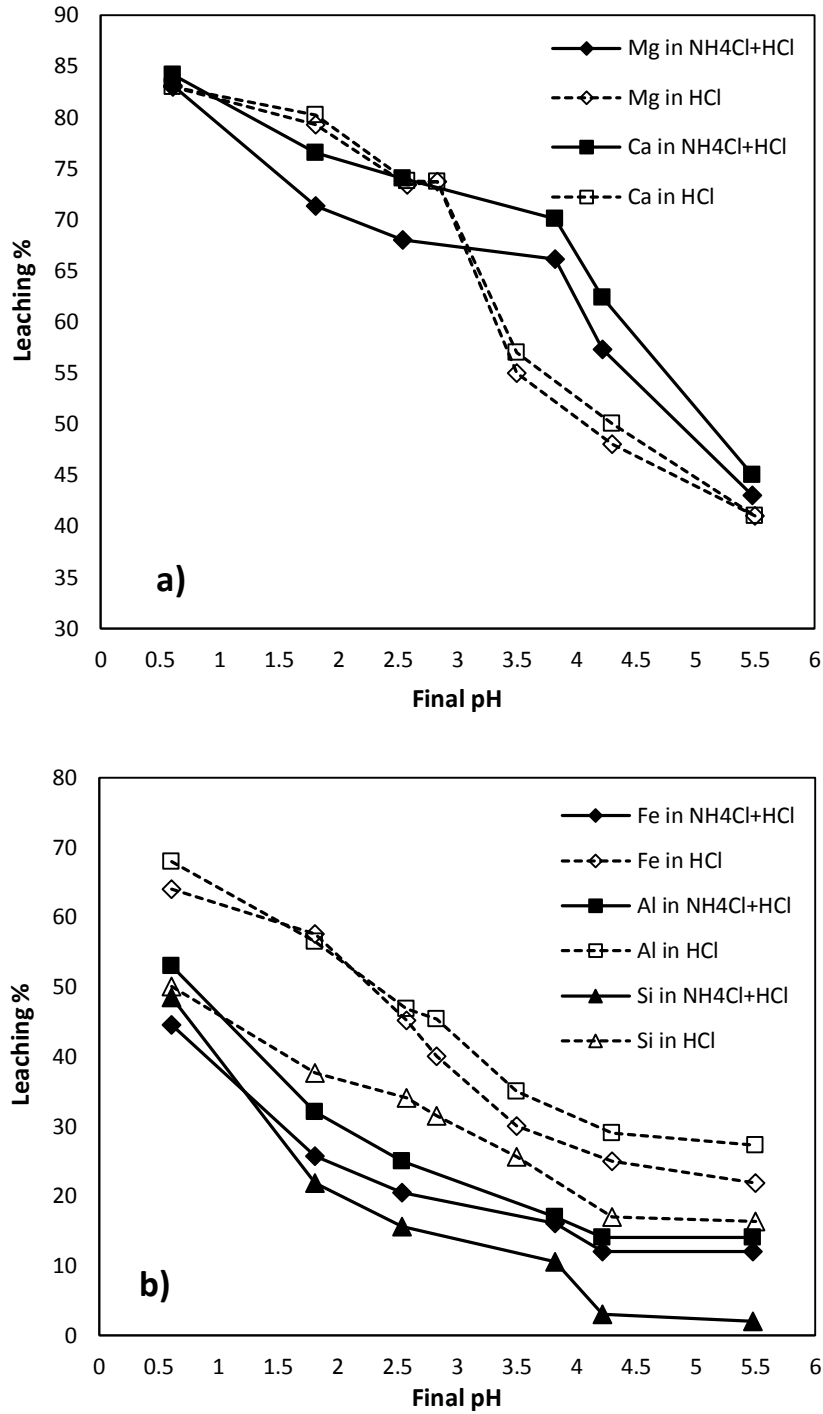 90
85
80
75
70
65
60
55
50
45
40
35
30
Leaching %
Mg in NH4Cl+HCl
Mg in HCl
Ca in NH4Cl+HCl
Ca in HCl
a)
0 0.5 1 1.5 2 2.5 3 3.5 4 4.5 5 5.5 6
Final pH
80
70
60
50
40
30
20
10
0
Leaching %
Fe in NH4Cl+HCl
Fe in HCl
Al in NH4Cl+HCl
Al in HCl
Si in NH4Cl+HCl
Si in HCl
b)
0 0.5 1 1.5 2 2.5 3 3.5 4 4.5 5 5.5 6
Final pH